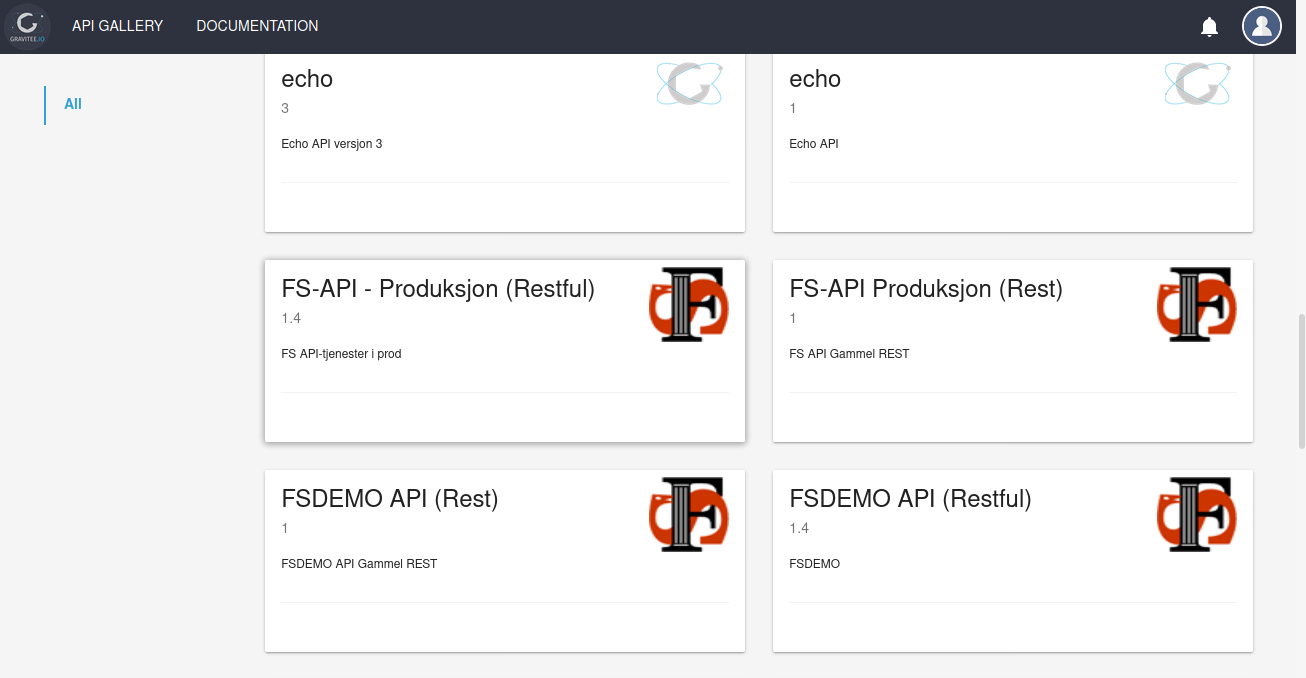 GRAVITEE.IO
API GALLERY
DOCUMENTATION
All
echo
3
Echo API versjon 3
echo
1
Echo API
FS-API - Produksjon (Restful)
1.4
FS API-tjenester i prod
FS-API Produksjon (Rest)
1
FS API Gammel REST
FSDEMO API (Rest)
1
FSDEMO API Gammel REST
FSDEMO API (Restful)
1.4
FSDEMO